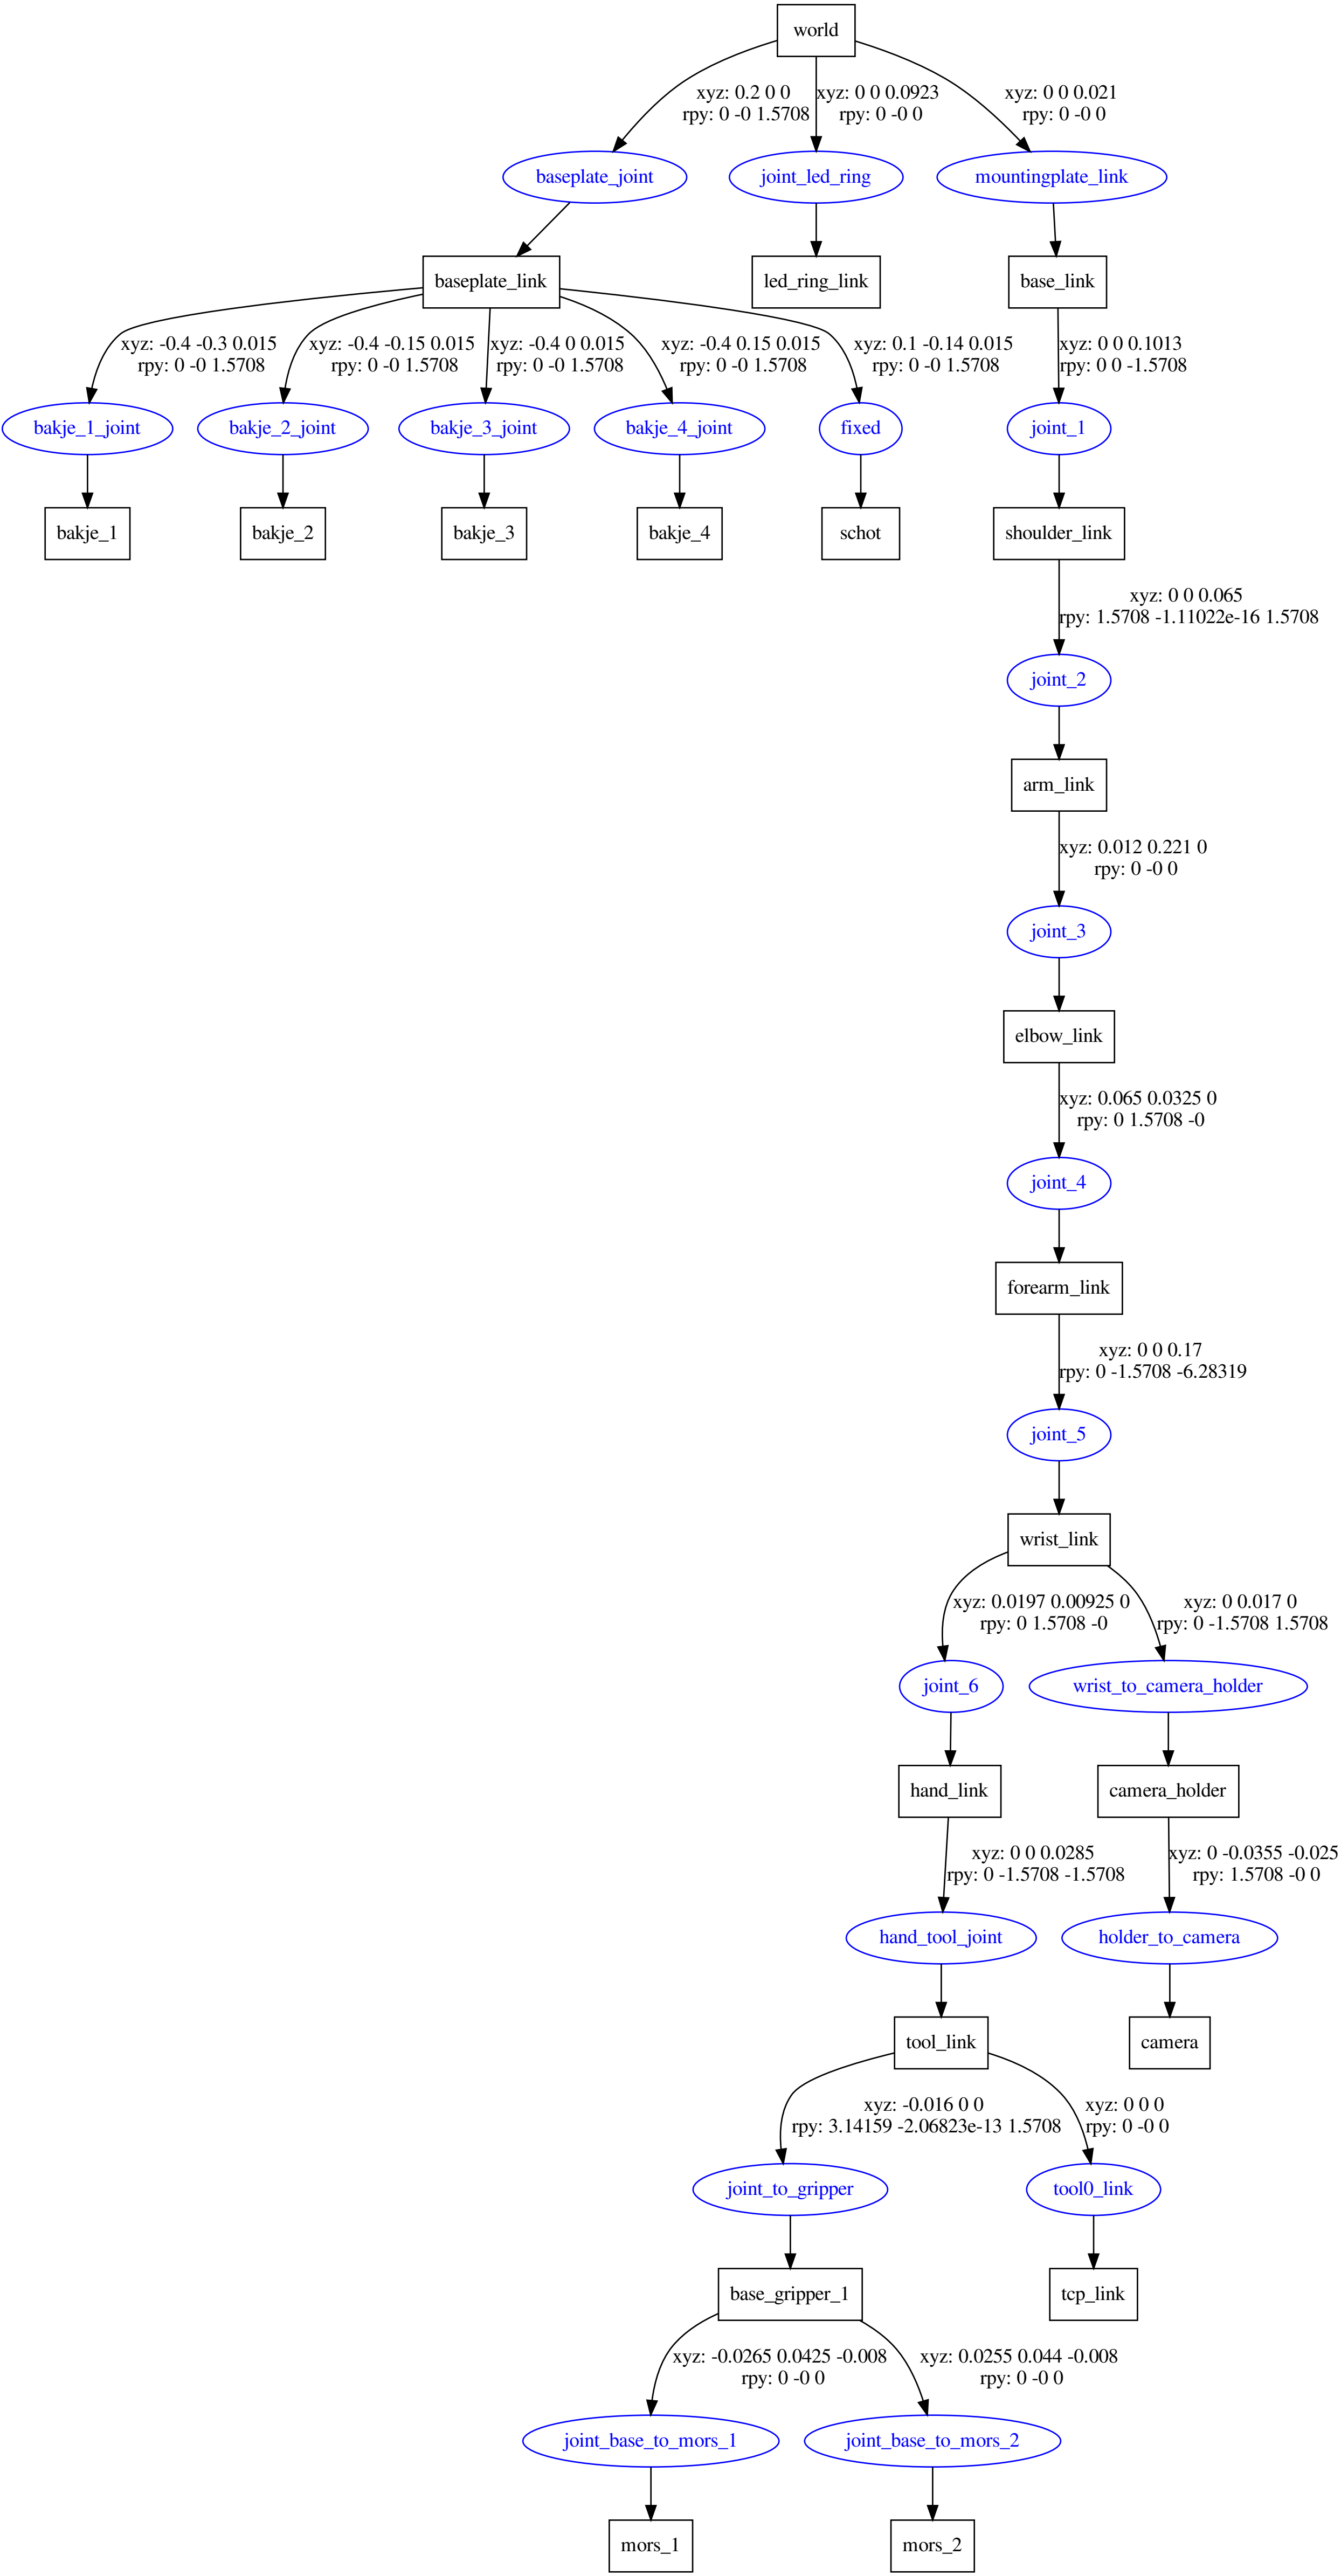 world
xyz: 0.2 0 0
rpy: 0 -0 1.5708
xyz: 0 0 0.0923
rpy: 0 -0 0
xyz: 0 0 0.021
rpy: 0 -0 0
baseplate_joint
joint_led_ring
mountingplate_link
baseplate_link
led_ring_link
base_link
xyz: -0.4 -0.3 0.015
rpy: 0 -0 1.5708
xyz: -0.4 -0.15 0.015
rpy: 0 -0 1.5708
xyz: -0.4 0 0.015
rpy: 0 -0 1.5708
xyz: -0.4 0.15 0.015
rpy: 0 -0 1.5708
xyz: 0.1 -0.14 0.015
rpy: 0 -0 1.5708
xyz: 0 0 0.1013
rpy: 0 0 -1.5708
bakje_1_joint
bakje_2_joint
bakje_3_joint
bakje_4_joint
fixed
joint_1
bakje_1
bakje_2
bakje_3
bakje_4
schot
shoulder_link
xyz: 0 0 0.065
rpy: 1.5708 -1.11022e-16 1.5708
joint_2
arm_link
xyz: 0.012 0.221 0
rpy: 0 -0 0
joint_3
elbow_link
xyz: 0.065 0.0325 0
rpy: 0 1.5708 -0
joint_4
forearm_link
xyz: 0 0 0.17
rpy: 0 -1.5708 -6.28319
joint_5
wrist_link
xyz: 0.0197 0.00925 0
rpy: 0 1.5708 -0
xyz: 0 0.017 0
rpy: 0 -1.5708 1.5708
joint_6
wrist_to_camera_holder
hand_link
camera_holder
xyz: 0 0 0.0285
rpy: 0 -1.5708 -1.5708
xyz: 0 -0.0355 -0.025
rpy: 1.5708 -0 0
hand_tool_joint
holder_to_camera
tool_link
camera
xyz: -0.016 0 0
rpy: 3.14159 -2.06823e-13 1.5708
xyz: 0 0 0
rpy: 0 -0 0
joint_to_gripper
tool0_link
base_gripper_1
tcp_link
xyz: -0.0265 0.0425 -0.008
rpy: 0 -0 0
xyz: 0.0255 0.044 -0.008
rpy: 0 -0 0
joint_base_to_mors_1
joint_base_to_mors_2
mors_1
mors_2